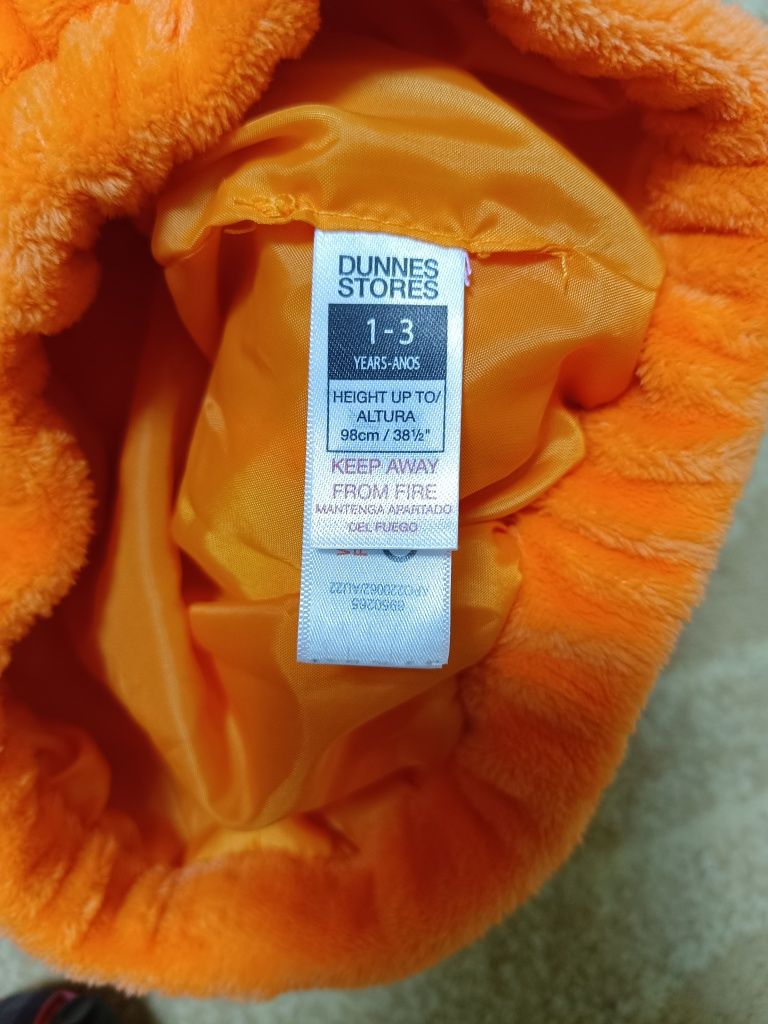 DUNNES
STORES
1-3
YEARS-ANOS
HEIGHT UP TO/
ALTURA
98cm / 38½"
KEEP AWAY
FROM FIRE
MANTENGA APARTADO
DEL FUEGO
6950265